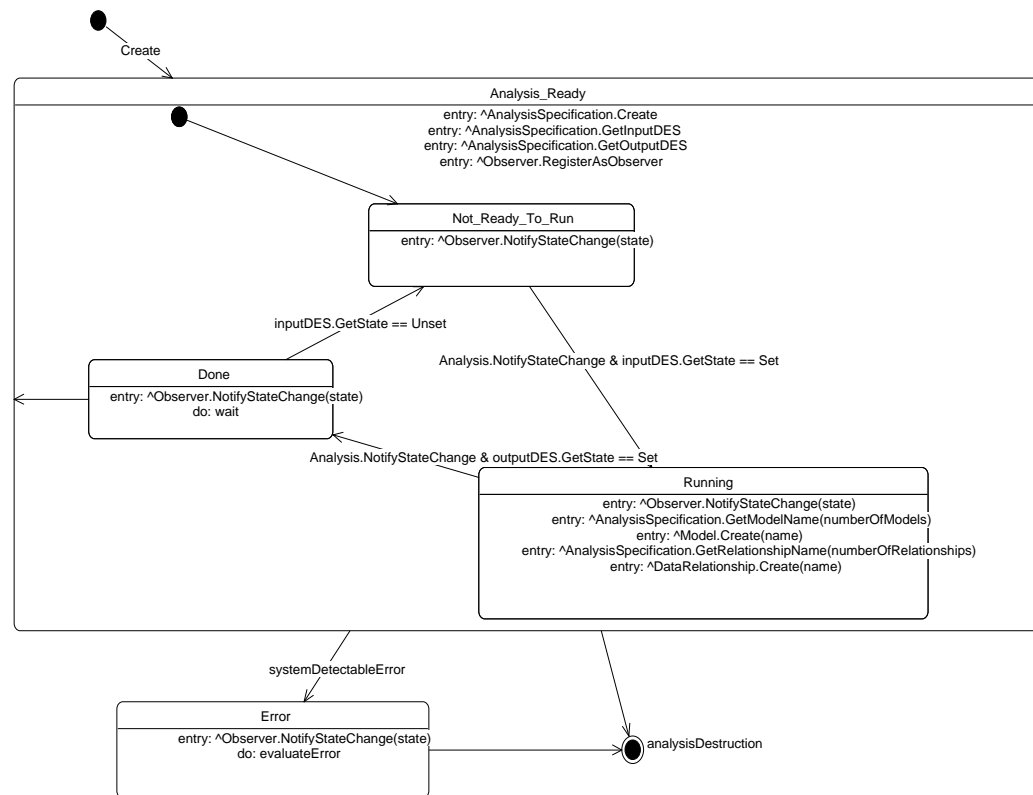 Create
Analysis_Ready
entry: ^AnalysisSpecification.Create
entry: ^AnalysisSpecification.GetInputDES
entry: ^AnalysisSpecification.GetOutputDES
entry: ^Observer.RegisterAsObserver
Not_Ready_To_Run
entry: ^Observer.NotifyStateChange(state)
inputDES.GetState == Unset
Analysis.NotifyStateChange & inputDES.GetState == Set
Done
entry: ^Observer.NotifyStateChange(state)
do: wait
Analysis.NotifyStateChange & outputDES.GetState == Set
Running
entry: ^Observer.NotifyStateChange(state)
entry: ^AnalysisSpecification.GetModelName(numberOfModels)
entry: ^Model.Create(name)
entry: ^AnalysisSpecification.GetRelationshipName(numberOfRelationships)
entry: ^DataRelationship.Create(name)
systemDetectableError
Error
entry: ^Observer.NotifyStateChange(state)
do: evaluateError
analysisDestruction